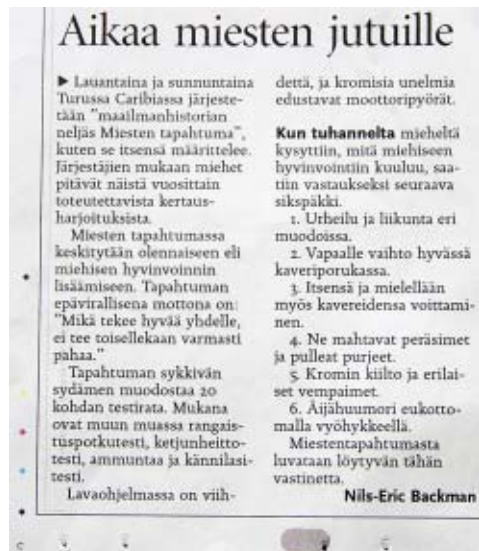 Aikaa miesten jutuille
▶ Lauantaina ja sunnuntaina
Turussa Caribiassa järjeste-
tään "maailmanhistorian
neljäs Miesten tapahtuma",
kuten se itsensä määrittelee.
Järjestäjien mukaan miehet
pitävät näistä vuosittain
toteutettavista kertaus-
harjoituksista.
Miesten tapahtumassa
keskitytään olennaiseen eli
miehisen hyvinvoinnin
lisäämiseen. Tapahtuman
epävirallisena mottona on:
"Mikä tekee hyvää yhdelle,
ei tee toisellekaan varmasti
pahaa."
Tapahtuman sykkivän
sydämen muodostaa 20
kohdan testirata. Mukana
ovat muun muassa rangais-
tuspotkutesti, ketjunheitto-
testi, ammuntaa ja kännilasi-
testi.
Lavaohjelmassa on viih-
dettä, ja kromisia unelmia
edustavat moottoripyörät.
Kun tuhannelta mieheltä
kysyttiin, mitä miehiseen
hyvinvointiin kuuluu, saa-
tiin vastaukseksi seuraava
sikspäkki.
1. Urheilu ja liikunta eri
muodoissa.
2. Vapaalle vaihto hyvässä
kaveriporukassa.
3. Itsensä ja mielellään
myös kavereidensa voittami-
nen.
4. Ne mahtavat peräsimet
ja pulleat purjeet.
5. Kromin kiilto ja erilai-
set vempaimet.
6. Äijähuumori eukotto-
malla vyöhykkeellä.
Miestentapahtumasta
luvataan löytyvän tähän
vastinetta.
Nils-Eric Backman